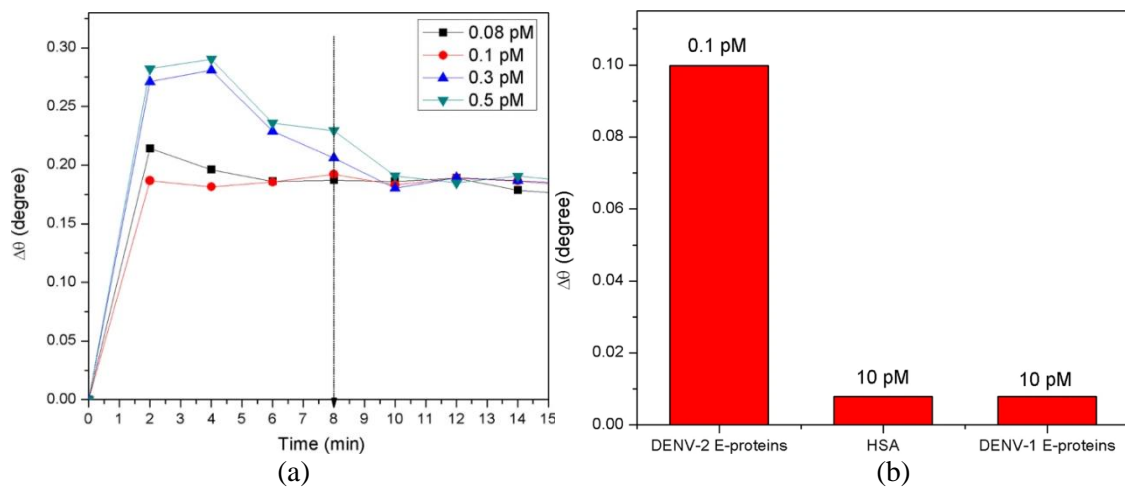 0.08 pM
0.1 pM
0.3 pM
0.5 pM
0.30
0.25
0.20
0.15
0.10
0.05
0.00
Δθ (degree)
0 1 2 3 4 5 6 7 8 9 10 11 12 13 14 15
Time (min)
(a)
0.1 pM
10 pM
10 pM
0.10
0.08
0.06
0.04
0.02
0.00
Δθ (degree)
DENV-2 E-proteins HSA DENV-1 E-proteins
(b)